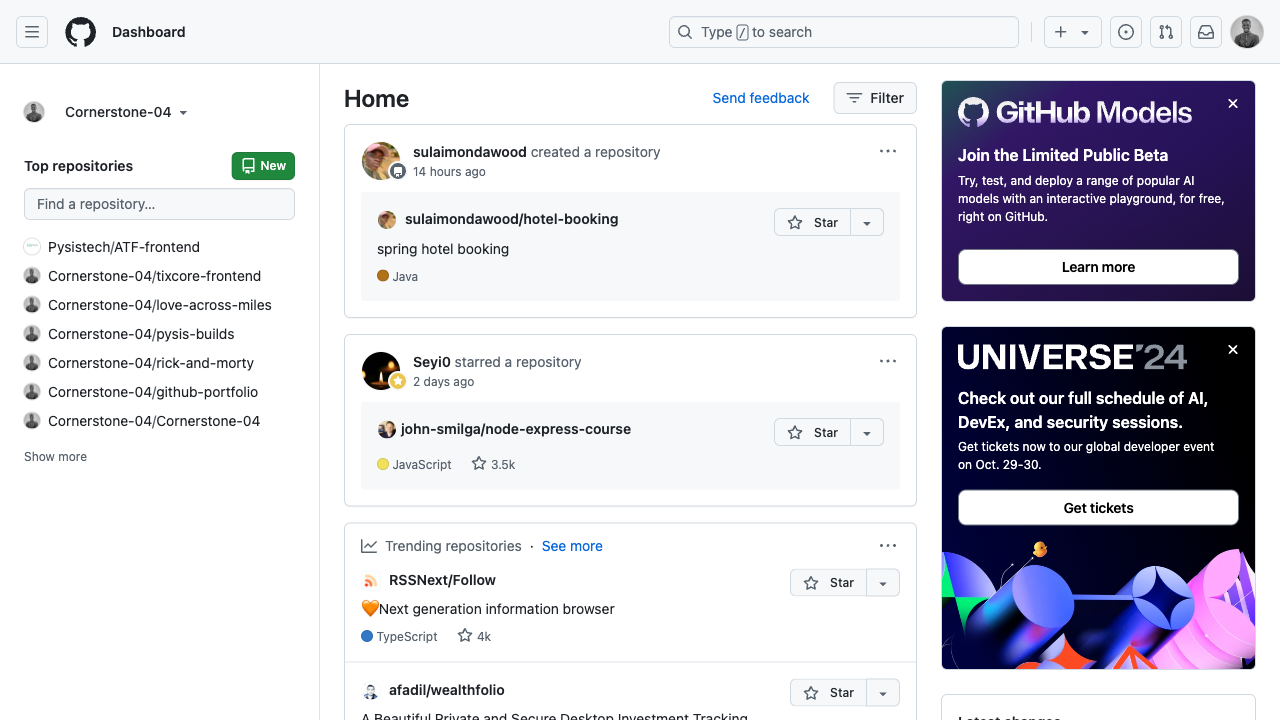 Dashboard
Type / to search
Cornerstone-04
Top repositories
New
Find a repository...
Pysistech/ATF-frontend
Cornerstone-04/tixcore-frontend
Cornerstone-04/love-across-miles
Cornerstone-04/pysis-builds
Cornerstone-04/rick-and-morty
Cornerstone-04/github-portfolio
Cornerstone-04/Cornerstone-04
Show more
Home
Send feedback
Filter
sulaimondawood created a repository
14 hours ago
sulaimondawood/hotel-booking
Star
spring hotel booking
Java
Seyi0 starred a repository
2 days ago
john-smilga/node-express-course
Star
JavaScript
3.5k
Trending repositories · See more
RSSNext/Follow
Star
🧡Next generation information browser
TypeScript
4k
afadil/wealthfolio
Star
A Beautiful Private and Secure Desktop Investment Tracking
GitHub Models
Join the Limited Public Beta
Try, test, and deploy a range of popular AI
models with an interactive playground, for free,
right on GitHub.
Learn more
UNIVERSE'24
Check out our full schedule of AI,
DevEx, and security sessions.
Get tickets now to our global developer event
on Oct. 29-30.
Get tickets
Latest changes